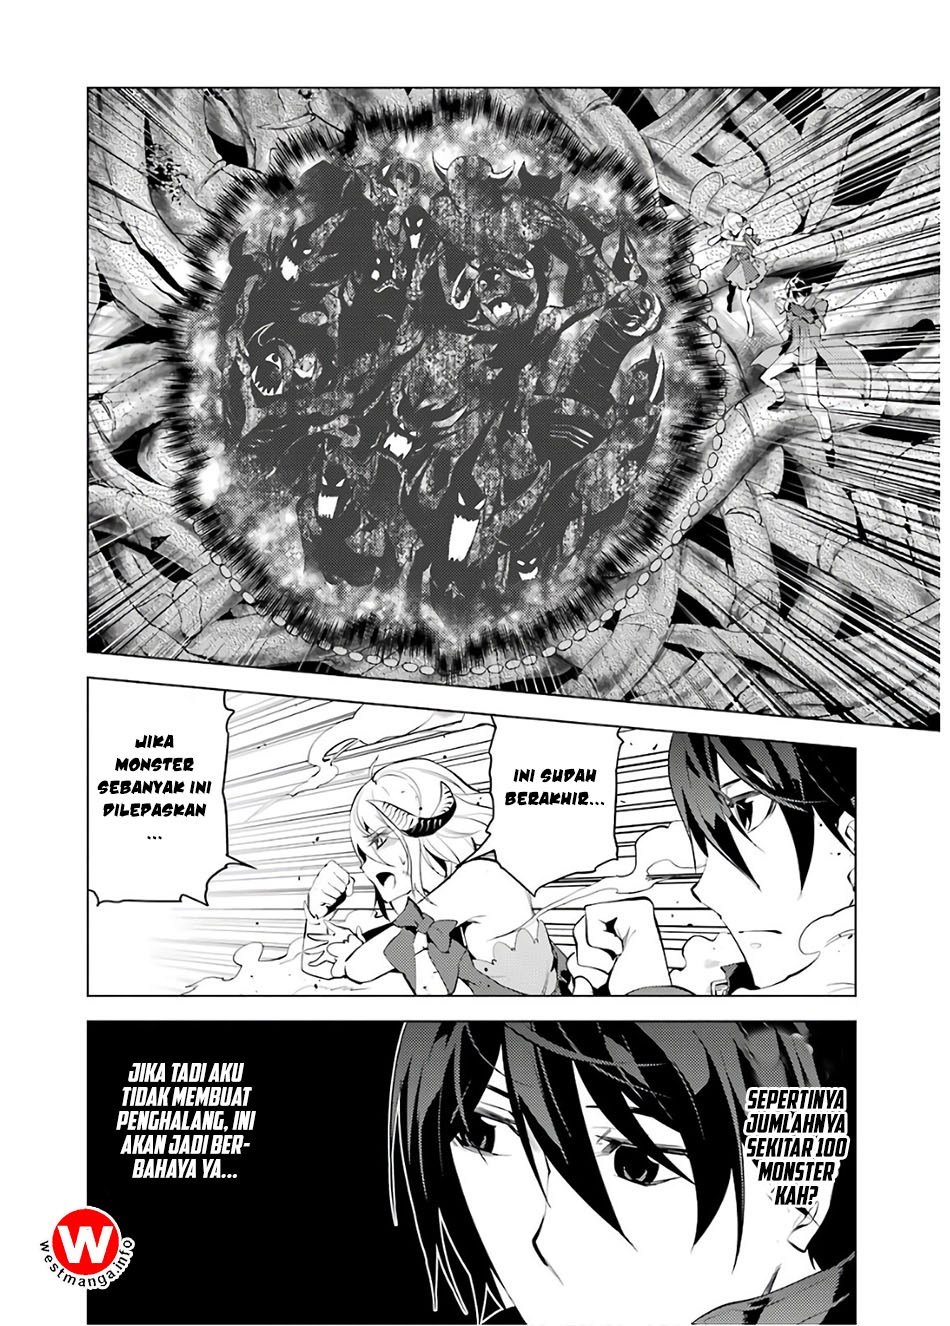 INI SUDAH
BERAKHIR...
JIKA
MONSTER
SEBANYAK INI
DILEPASKAN
...
SEPERTINYA
JUMLAHNYA
SEKITAR 100
MONSTER
KAH?
JIKA TADI AKU
TIDAK MEMBUAT
PENGHALANG, INI
AKAN JADI BER-
BAHAYA YA...
W
westmanga.info